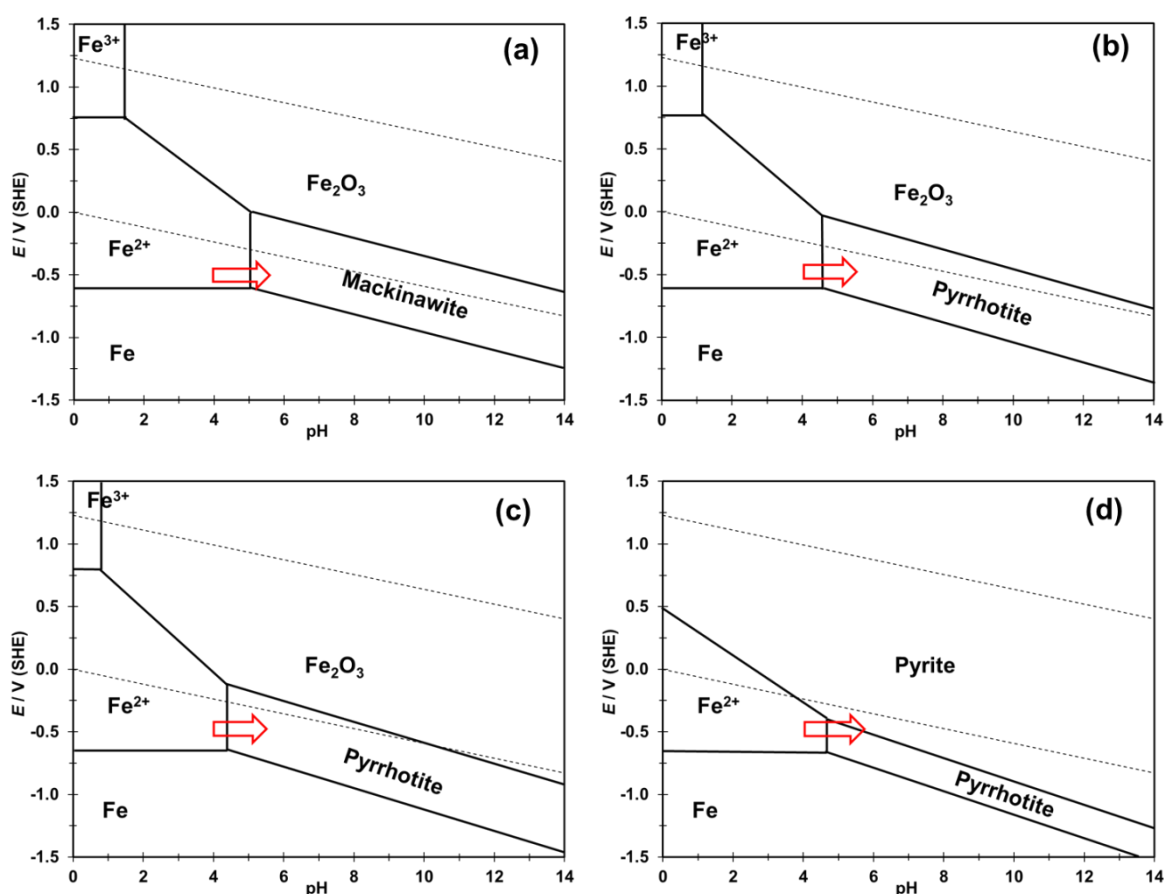 (a)
Fe³⁺
Fe₂O₃
Fe²⁺
Mackinawite
Fe
1.5
1.0
0.5
0.0
-0.5
-1.0
-1.5
E / V (SHE)
0 2 4 6 8 10 12 14
pH
(b)
Fe³⁺
Fe₂O₃
Fe²⁺
Pyrrhotite
Fe
1.5
1.0
0.5
0.0
-0.5
-1.0
-1.5
E / V (SHE)
0 2 4 6 8 10 12 14
pH
(c)
Fe³⁺
Fe₂O₃
Fe²⁺
Pyrrhotite
Fe
1.5
1.0
0.5
0.0
-0.5
-1.0
-1.5
E / V (SHE)
0 2 4 6 8 10 12 14
pH
(d)
Pyrite
Fe²⁺
Pyrrhotite
Fe
1.5
1.0
0.5
0.0
-0.5
-1.0
-1.5
E / V (SHE)
0 2 4 6 8 10 12 14
pH